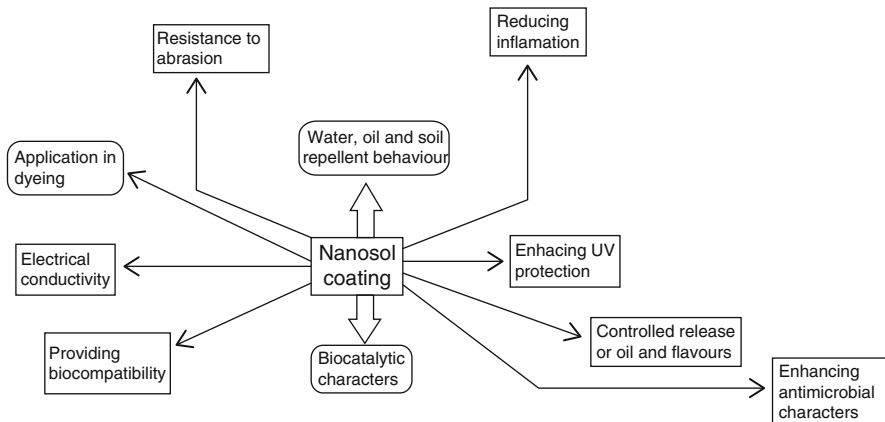 Resistance to
abrasion
Reducing
inflamation
Water, oil and soil
repellent behaviour
Application in
dyeing
Nanosol
coating
Enhacing UV
protection
Electrical
conductivity
Controlled release
or oil and flavours
Providing
biocompatibility
Biocatalytic
characters
Enhancing
antimicrobial
characters